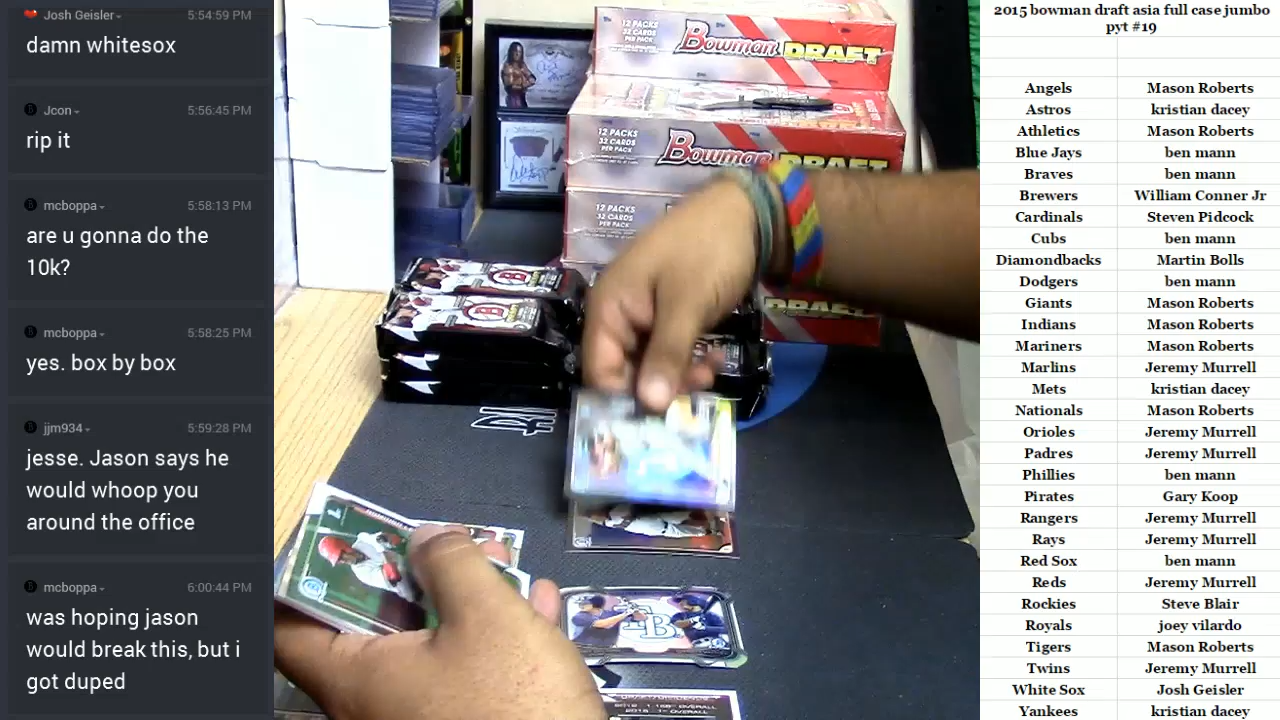 Josh Geisler
5:54:59 PM
damn whitesox
Jcon
5:56:45 PM
rip it
mcboppa
5:58:13 PM
are u gonna do the
10k?
mcboppa
5:58:25 PM
yes. box by box
jjm934
5:59:28 PM
jesse. Jason says he
would whoop you
around the office
mcboppa
6:00:44 PM
was hoping jason
would break this, but i
got duped
12 PACKS
32 CARDS
PER PACK
Bowman DRAFT
12 PACKS
32 CARDS
PER PACK
Bowman DRAFT
12 PACKS
32 CARDS
PER PACK
DRAFT
TB
2015 bowman draft asia full case jumbo
pyt #19
Angels Mason Roberts
Astros kristian dacey
Athletics Mason Roberts
Blue Jays ben mann
Braves ben mann
Brewers William Conner Jr
Cardinals Steven Pidcock
Cubs ben mann
Diamondbacks Martin Bolls
Dodgers ben mann
Giants Mason Roberts
Indians Mason Roberts
Mariners Mason Roberts
Marlins Jeremy Murrell
Mets kristian dacey
Nationals Mason Roberts
Orioles Jeremy Murrell
Padres Jeremy Murrell
Phillies ben mann
Pirates Gary Koop
Rangers Jeremy Murrell
Rays Jeremy Murrell
Red Sox ben mann
Reds Jeremy Murrell
Rockies Steve Blair
Royals joey vilardo
Tigers Mason Roberts
Twins Jeremy Murrell
White Sox Josh Geisler
Yankees kristian dacey